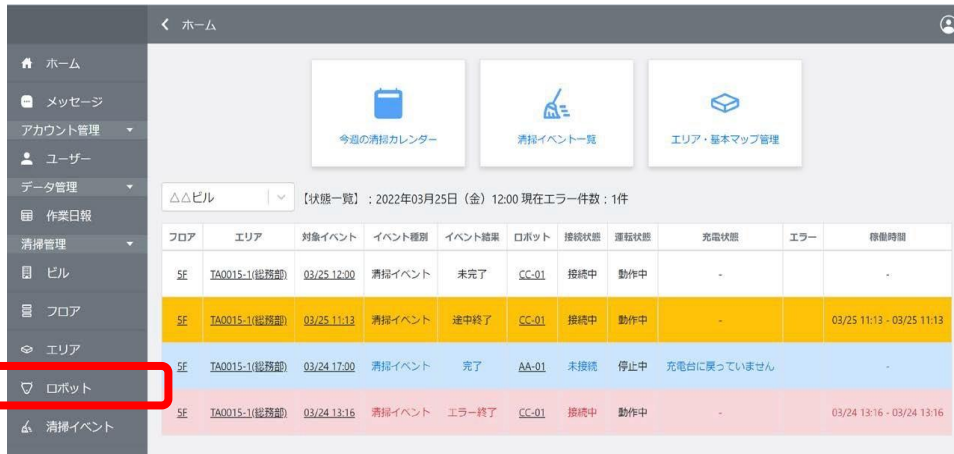 ホーム
ホーム
メッセージ
アカウント管理
ユーザー
データ管理
作業日報
清掃管理
ビル
フロア
エリア
ロボット
清掃イベント
今週の清掃カレンダー
清掃イベント一覧
エリア・基本マップ管理
△△ビル 【状態一覧】:2022年03月25日(金)12:00 現在エラー件数:1件
フロア エリア 対象イベント イベント種別 イベント結果 ロボット 接続状態 運転状態 充電状態 エラー 稼働時間
5F TA0015-1(総務部) 03/25 12:00 清掃イベント 未完了 CC-01 接続中 動作中 - -
5F TA0015-1(総務部) 03/25 11:13 清掃イベント 途中終了 CC-01 接続中 動作中 - 03/25 11:13 - 03/25 11:13
5F TA0015-1(総務部) 03/24 17:00 清掃イベント 完了 AA-01 未接続 停止中 充電台に戻っていません -
5F TA0015-1(総務部) 03/24 13:16 清掃イベント エラー終了 CC-01 接続中 動作中 - 03/24 13:16 - 03/24 13:16